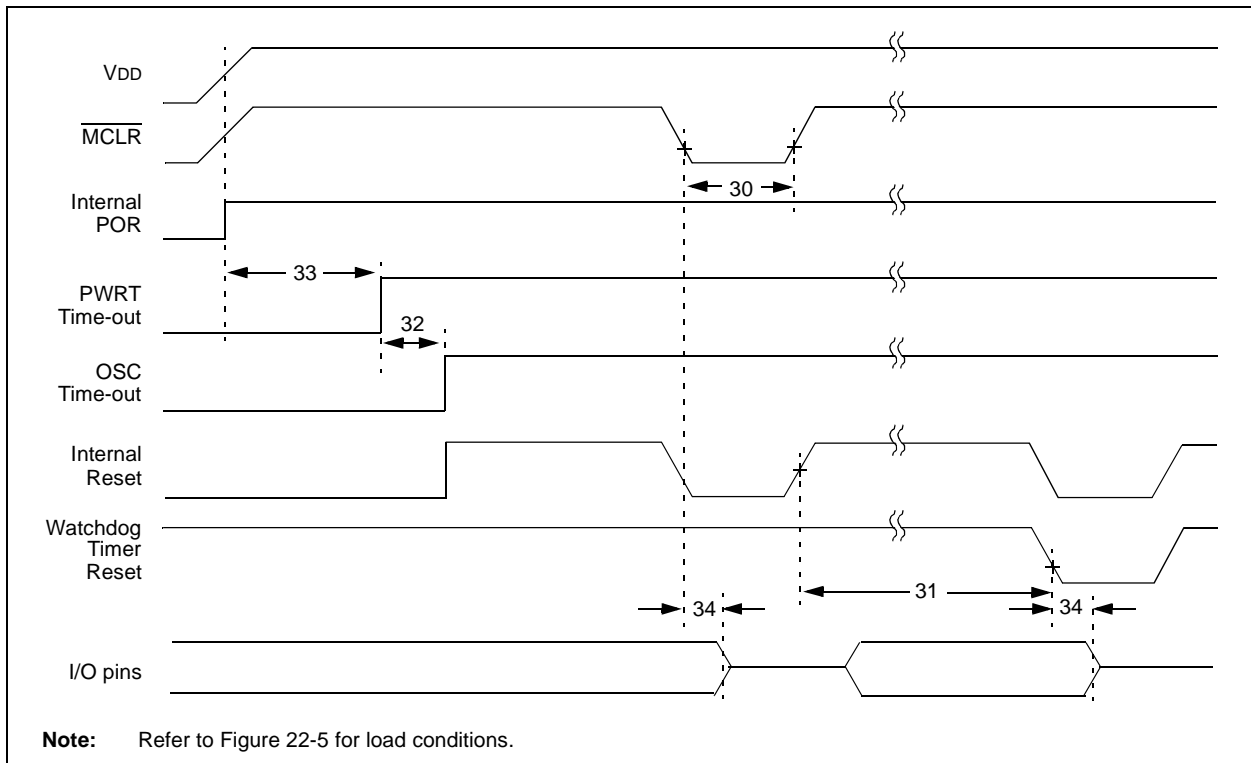 VDD
MCLR
30
Internal
POR
33
PWRT
Time-out
32
OSC
Time-out
Internal
Reset
Watchdog
Timer
Reset
31
34
34
I/O pins
Note: Refer to Figure 22-5 for load conditions.